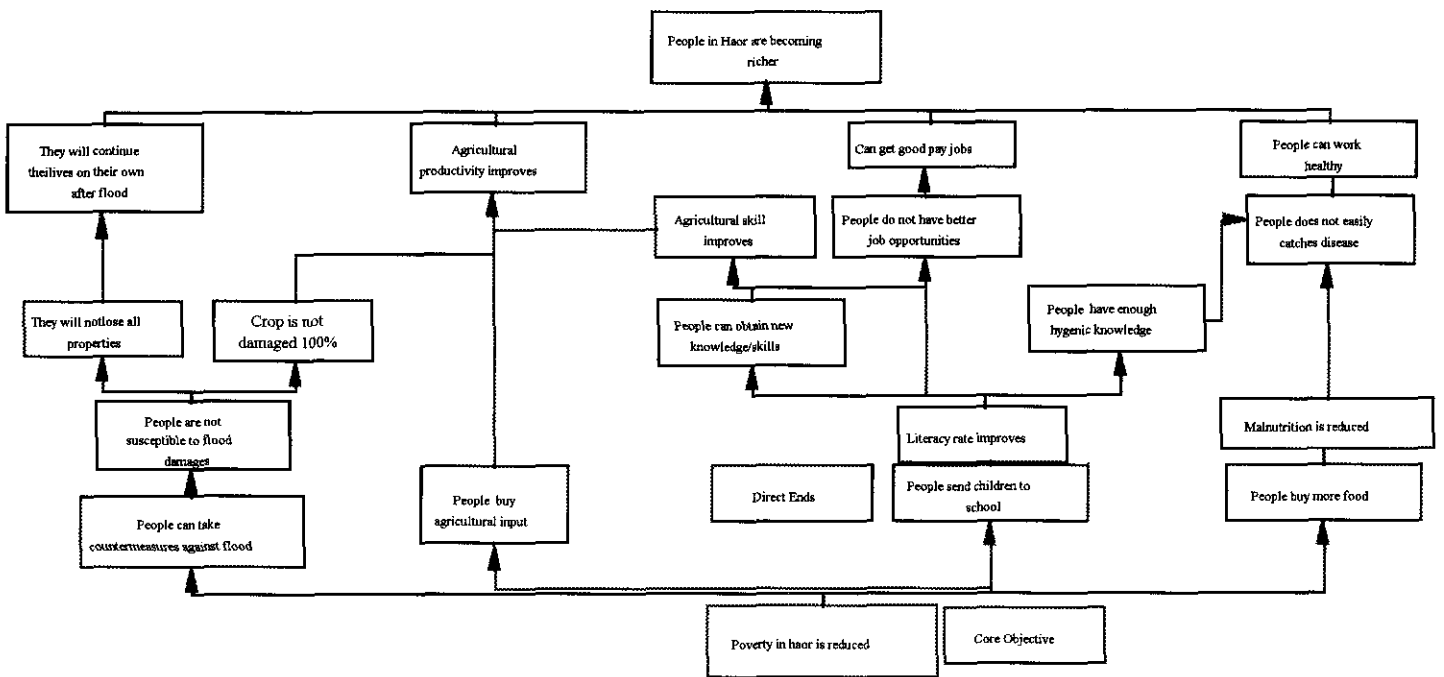 People in Haor are becoming
richer
They will continue
theilives on their own
after flood
Agricultural
productivity improves
Can get good pay jobs
People can work
healthy
Agricultural skill
improves
People do not have better
job opportunities
People does not easily
catches disease
They will notlose all
properties
Crop is not
damaged 100%
People can obtain new
knowledge/skills
People have enough
hygenic knowledge
People are not
susceptible to flood
damages
Literacy rate improves
Malnutrition is reduced
People buy
agricultural input
Direct Ends
People send children to
school
People buy more food
People can take
countermeasures against flood
Poverty in haor is reduced
Core Objective